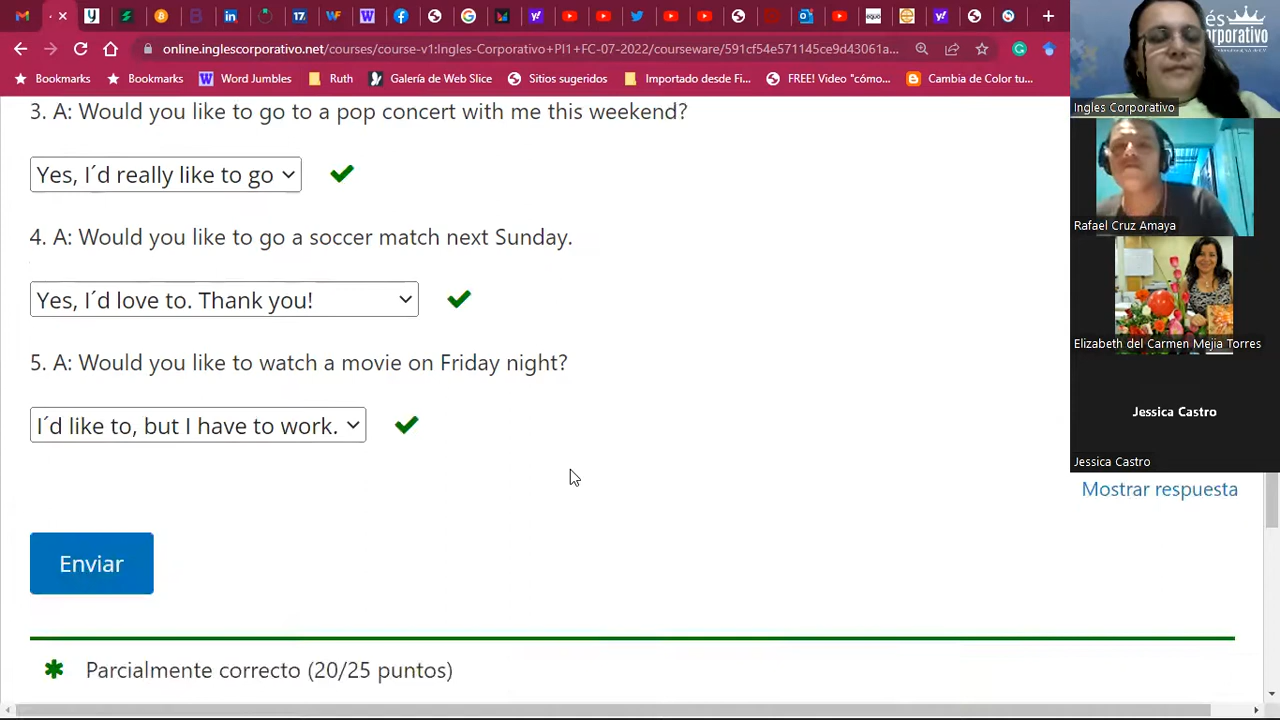 online.inglescorporativo.net/courses/course-v1:Ingles-Corporativo+PI1+FC-07-2022/courseware/591cf54e571145ce9d43061a...
Bookmarks
Bookmarks
Word Jumbles
Ruth
Galería de Web Slice
Sitios sugeridos
Importado desde Fi...
FREE! Video "cómo...
Cambia de Color tu...
3. A: Would you like to go to a pop concert with me this weekend?
Yes, I´d really like to go
4. A: Would you like to go a soccer match next Sunday.
Yes, I´d love to. Thank you!
5. A: Would you like to watch a movie on Friday night?
I´d like to, but I have to work.
Mostrar respuesta
Enviar
Parcialmente correcto (20/25 puntos)
és
corporativo
Ingles Corporativo
Rafael Cruz Amaya
Elizabeth del Carmen Mejia Torres
Jessica Castro
Jessica Castro